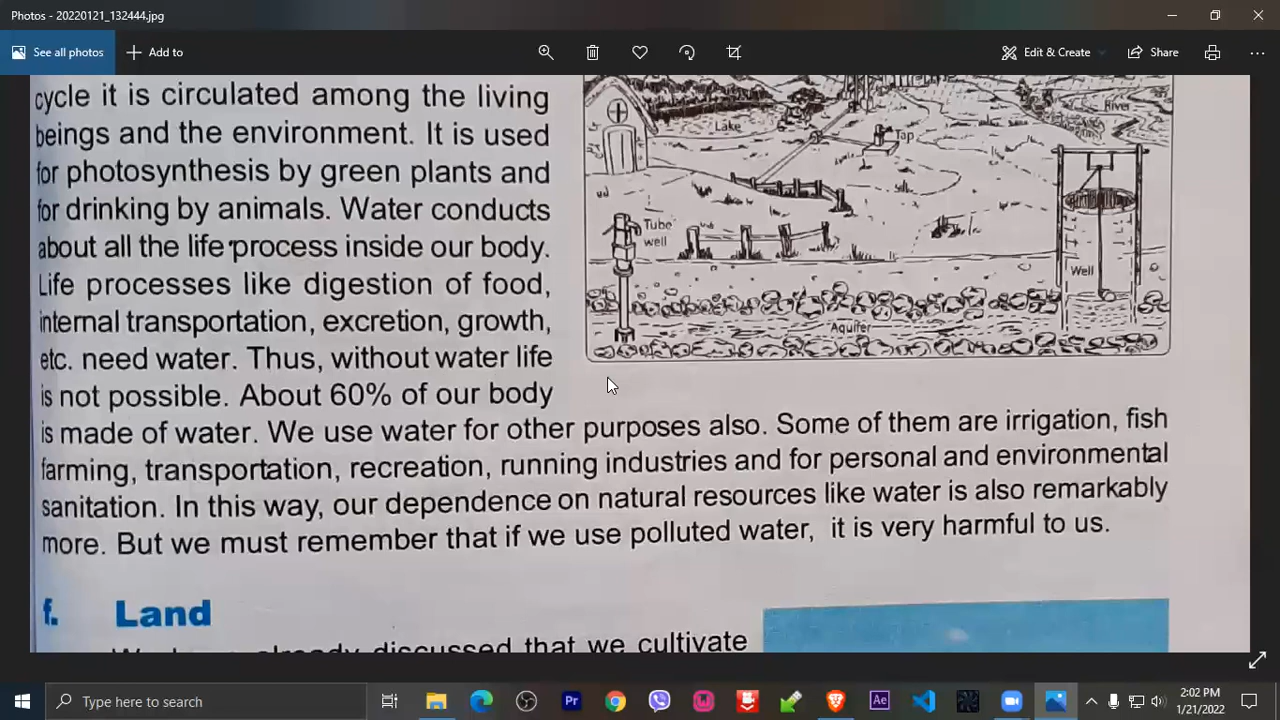 Photos - 20220121_132444.jpg
See all photos
Add to
Edit & Create
Share
cycle it is circulated among the living
beings and the environment. It is used
for photosynthesis by green plants and
for drinking by animals. Water conducts
about all the life process inside our body.
Life processes like digestion of food,
internal transportation, excretion, growth,
etc. need water. Thus, without water life
is not possible. About 60% of our body
is made of water. We use water for other purposes also. Some of them are irrigation, fish
farming, transportation, recreation, running industries and for personal and environmental
sanitation. In this way, our dependence on natural resources like water is also remarkably
more. But we must remember that if we use polluted water, it is very harmful to us.
Lake
River
Tap
Tube
well
Well
Aquifer
f. Land
already discussed that we cultivate
Type here to search
2:02 PM
1/21/2022